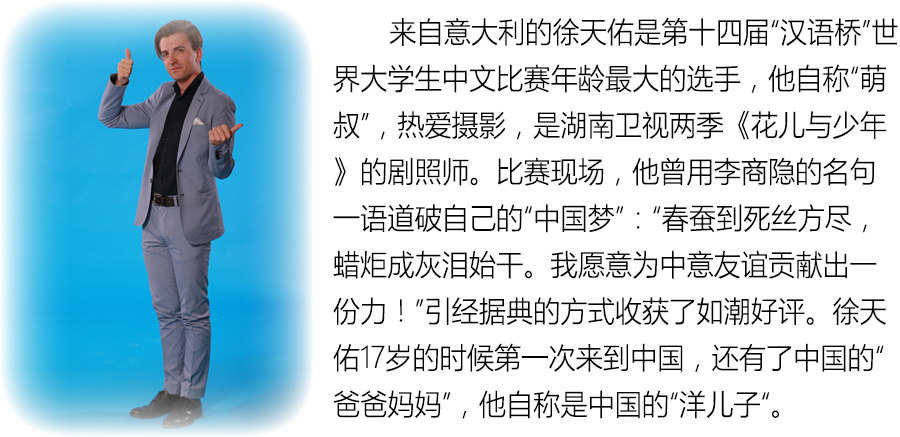 来自意大利的徐天佑是第十四届“汉语桥”世
界大学生中文比赛年龄最大的选手，他自称“萌
叔”，热爱摄影，是湖南卫视两季《花儿与少年
》的剧照师。比赛现场，他曾用李商隐的名句
一语道破自己的“中国梦”：“春蚕到死丝方尽，
蜡炬成灰泪始干。我愿意为中意友谊贡献出一
份力！”引经据典的方式收获了如潮好评。徐天
佑17岁的时候第一次来到中国，还有了中国的“
爸爸妈妈”，他自称是中国的“洋儿子“。